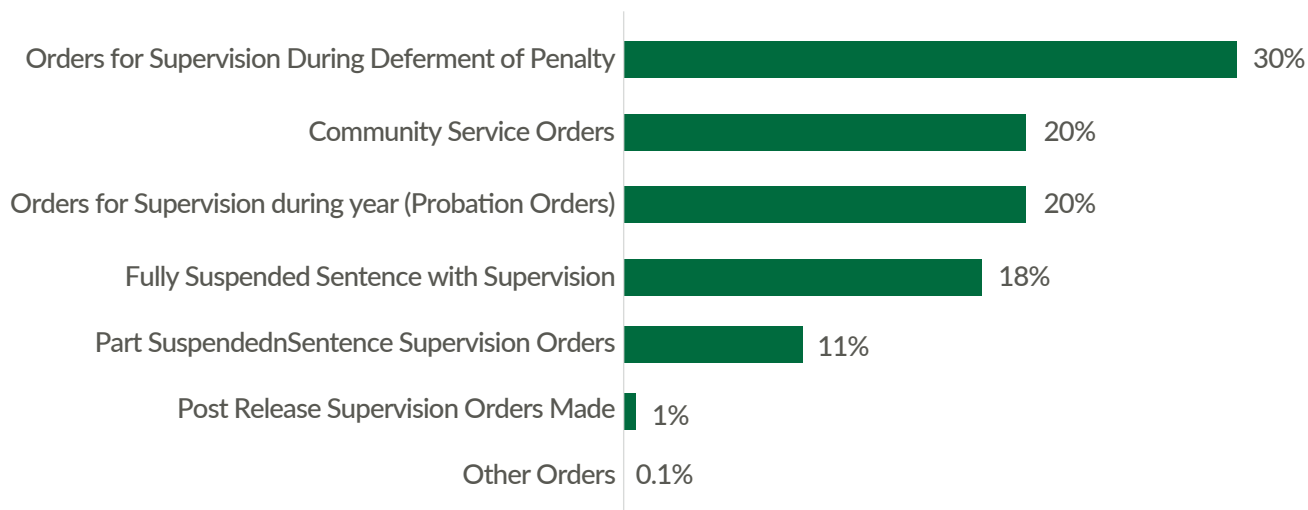 Orders for Supervision During Deferment of Penalty 30%
Community Service Orders 20%
Orders for Supervision during year (Probation Orders) 20%
Fully Suspended Sentence with Supervision 18%
Part SuspendednSentence Supervision Orders 11%
Post Release Supervision Orders Made 1%
Other Orders 0.1%